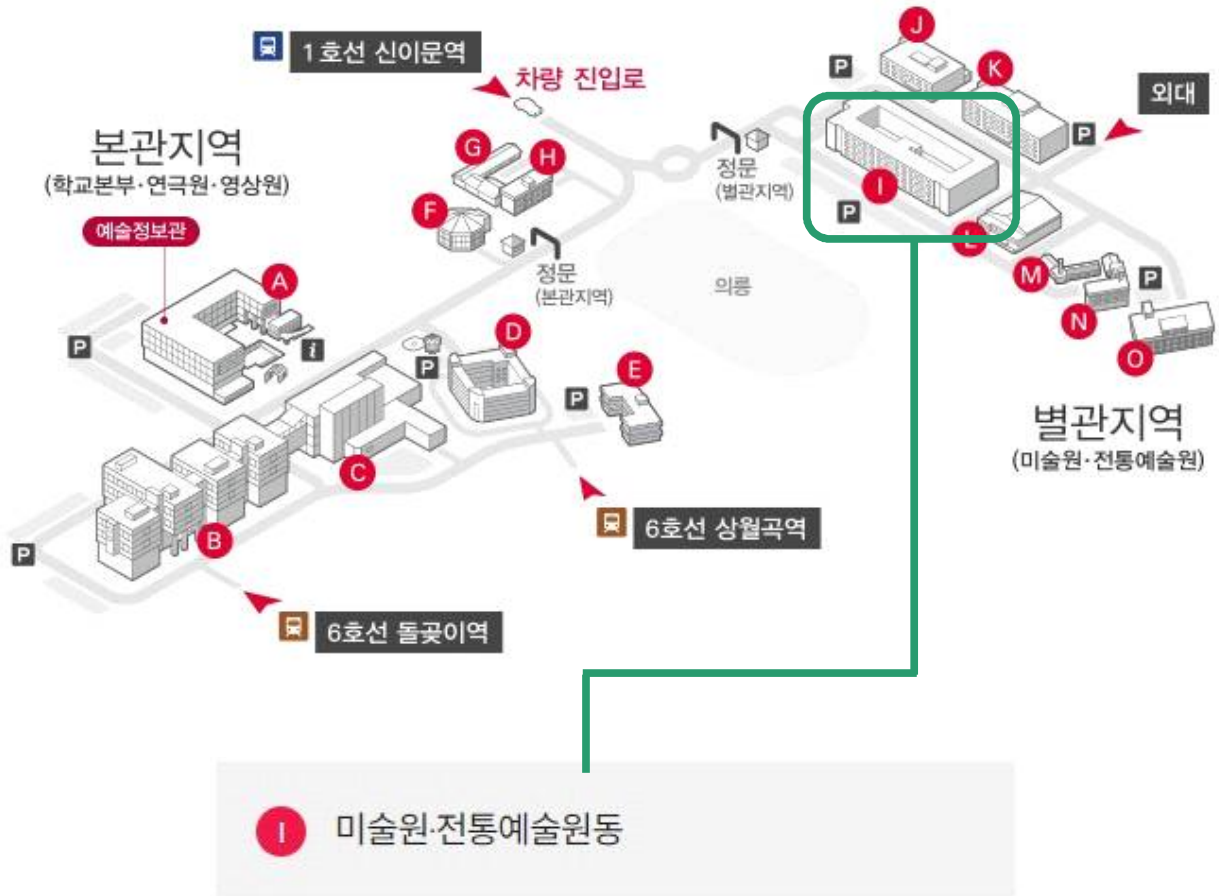 1호선 신이문역
차량 진입로
J
K
외대
P
P
본관지역
(학교본부·연극원·영상원)
G
H
정문
(별관지역)
I
P
예술정보관
F
정문
(본관지역)
의릉
L
M
P
N
O
A
P
i
D
P
E
P
별관지역
(미술원·전통예술원)
C
6호선 상월곡역
B
P
6호선 돌곶이역
I 미술원·전통예술원동